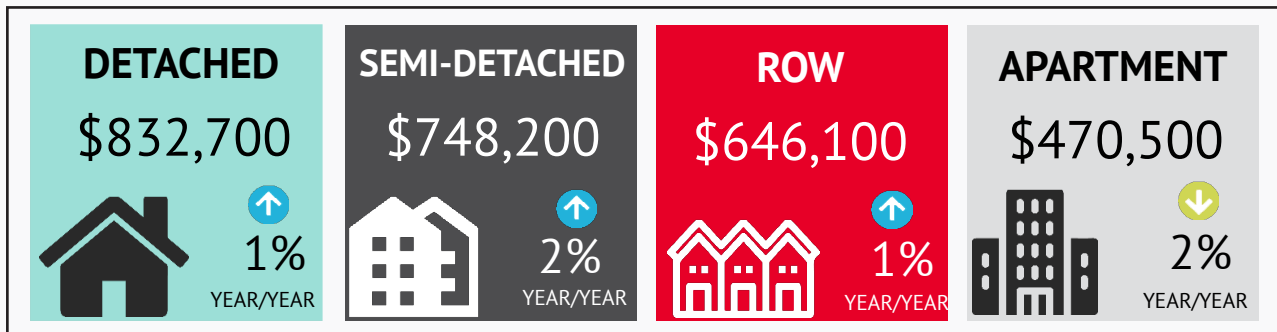 DETACHED
$832,700
1%
YEAR/YEAR
SEMI-DETACHED
$748,200
2%
YEAR/YEAR
ROW
$646,100
1%
YEAR/YEAR
APARTMENT
$470,500
2%
YEAR/YEAR